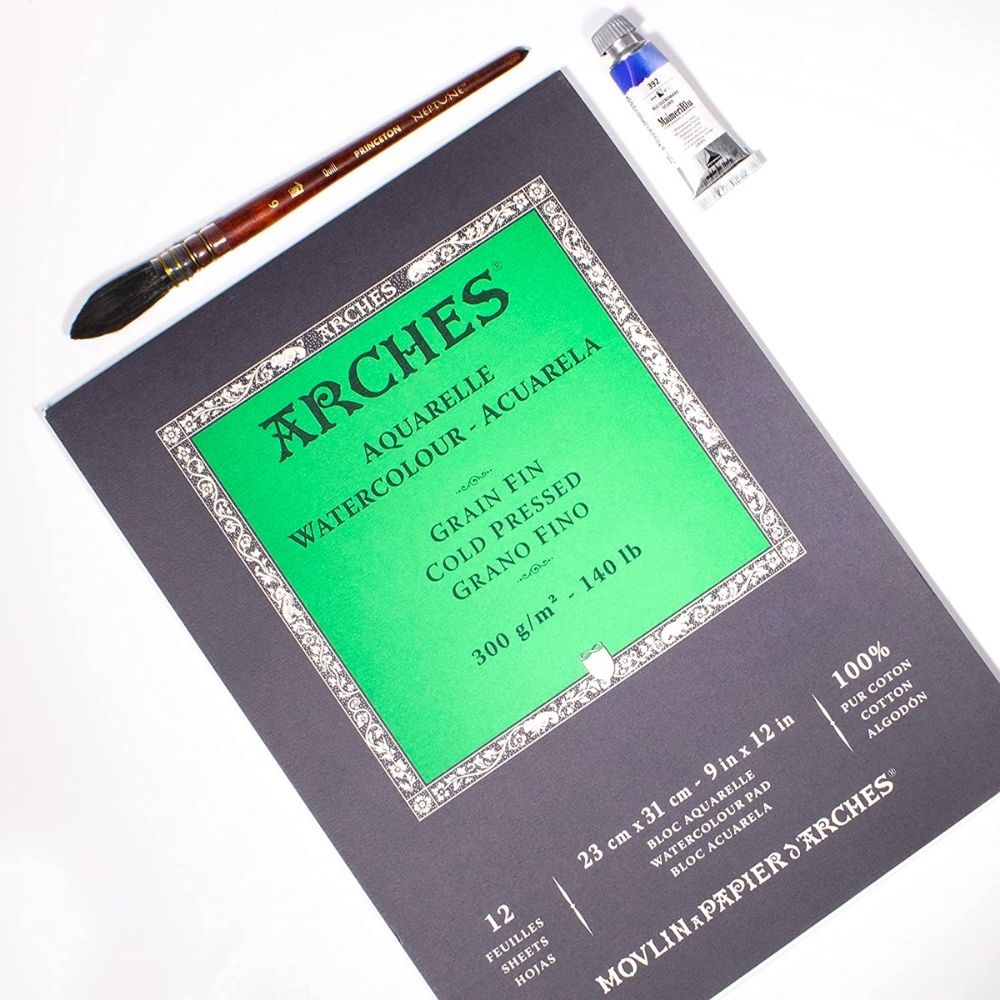 6 Quill PRINCETON NEPTUNE
392
MaimeriBlu
ARCHES
ARCHES®
AQUARELLE
WATERCOLOUR - ACUARELA
GRAIN FIN
COLD PRESSED
GRANO FINO
300 g/m² - 140 lb
100%
PUR COTON
COTTON
ALGODÓN
23 cm x 31 cm - 9 in x 12 in
BLOC AQUARELLE
WATERCOLOUR PAD
BLOC ACUARELA
12
FEUILLES
SHEETS
HOJAS
MOVLIN A PAPIER D'ARCHES®